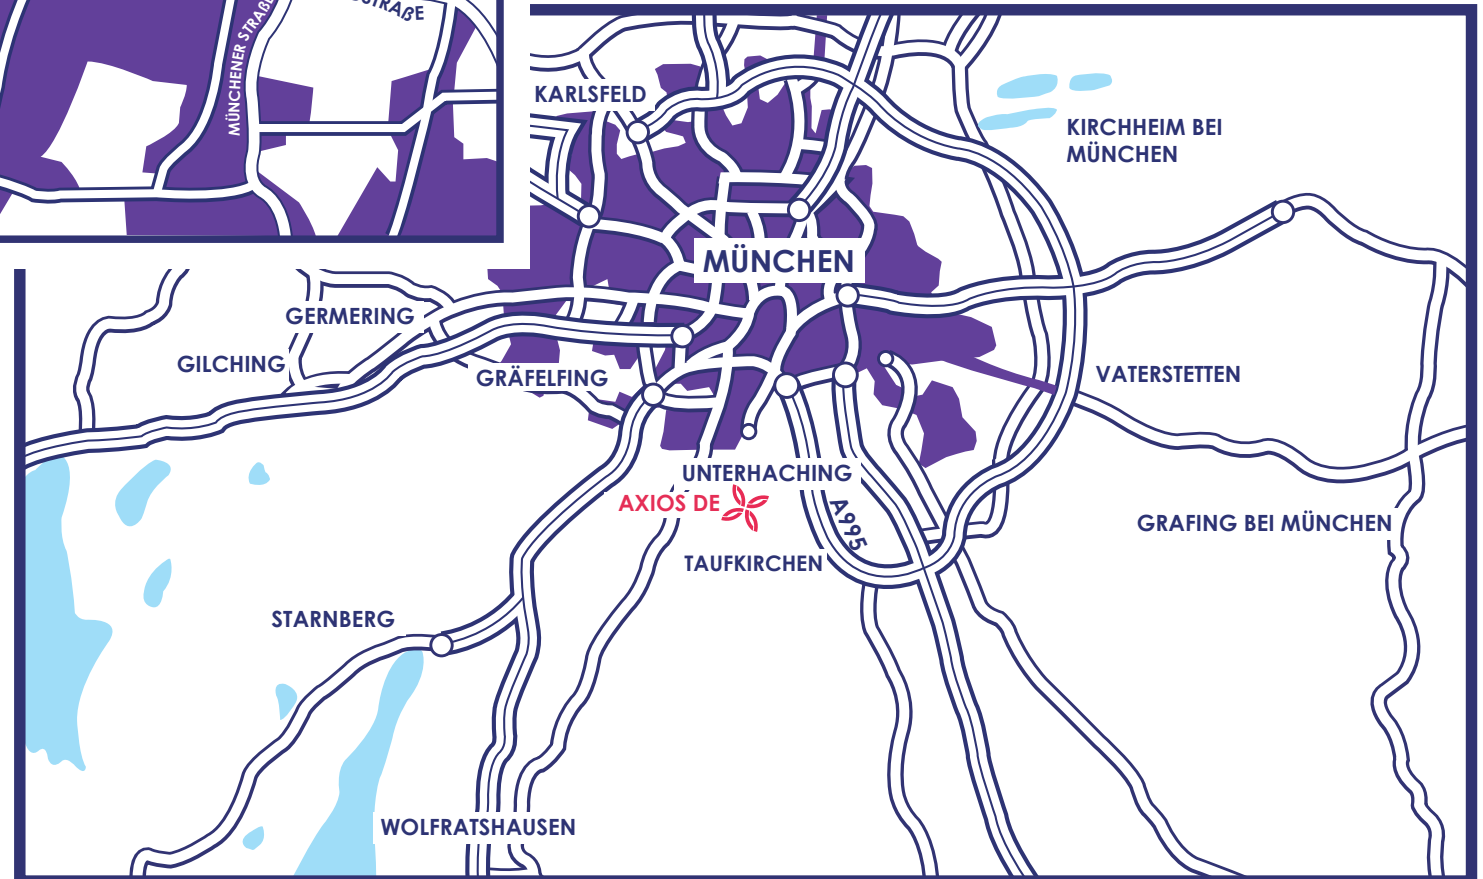 MÜNCHENER STRAßE
KARLSFELD
KIRCHHEIM BEI
MÜNCHEN
MÜNCHEN
GERMERING
GILCHING
GRÄFELFING
VATERSTETTEN
UNTERHACHING
AXIOS DE
A995
GRAFING BEI MÜNCHEN
TAUFKIRCHEN
STARNBERG
WOLFRATSHAUSEN